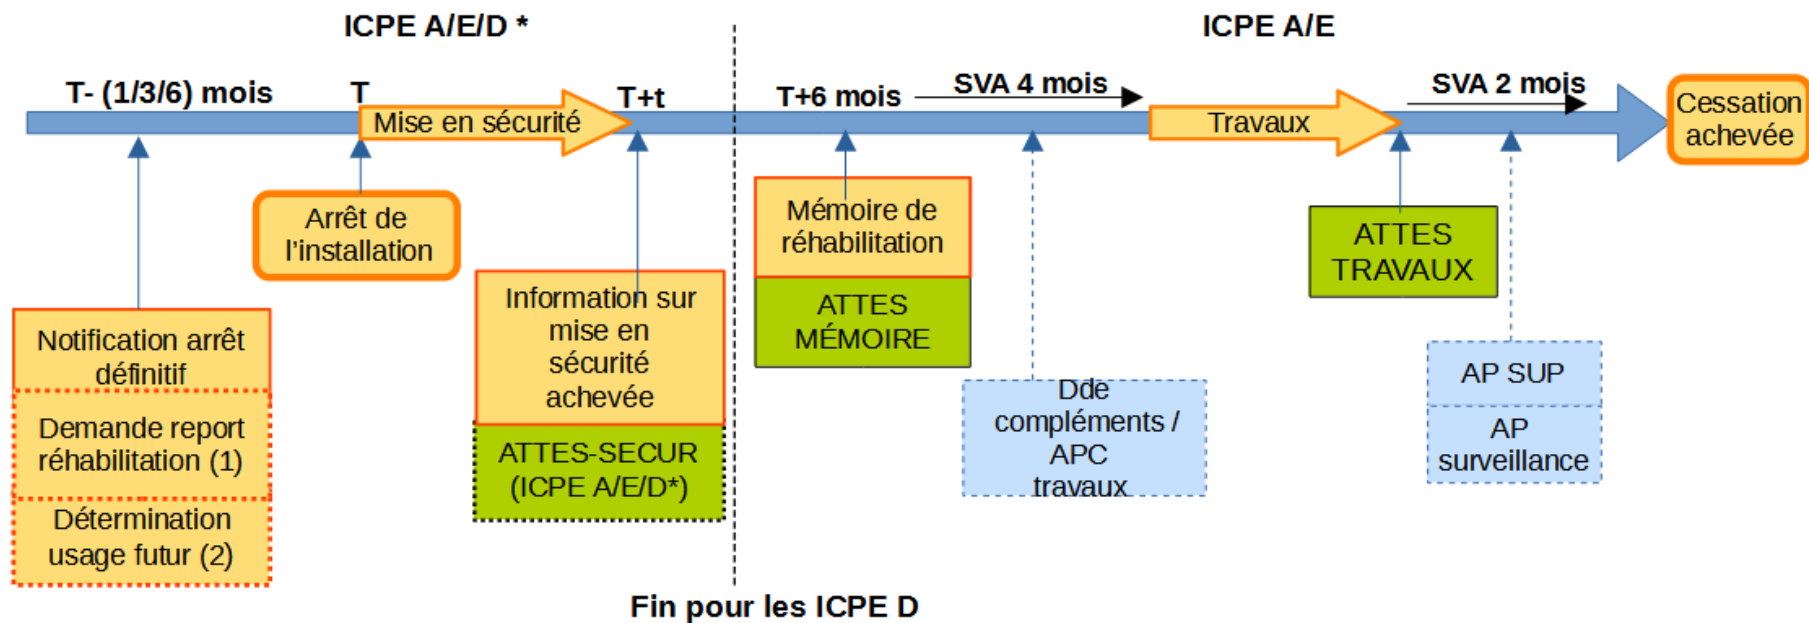 ICPE A/E/D *
ICPE A/E
T- (1/3/6) mois
T
T+t
T+6 mois
SVA 4 mois
SVA 2 mois
Mise en sécurité
Travaux
Cessation
achevée
Arrêt de
l’installation
Mémoire de
réhabilitation
ATTES
MÉMOIRE
ATTES
TRAVAUX
Information sur
mise en
sécurité
achevée
ATTES-SECUR
(ICPE A/E/D*)
Notification arrêt
définitif
Demande report
réhabilitation (1)
Détermination
usage futur (2)
Dde
compléments /
APC
travaux
AP SUP
AP
surveillance
Fin pour les ICPE D